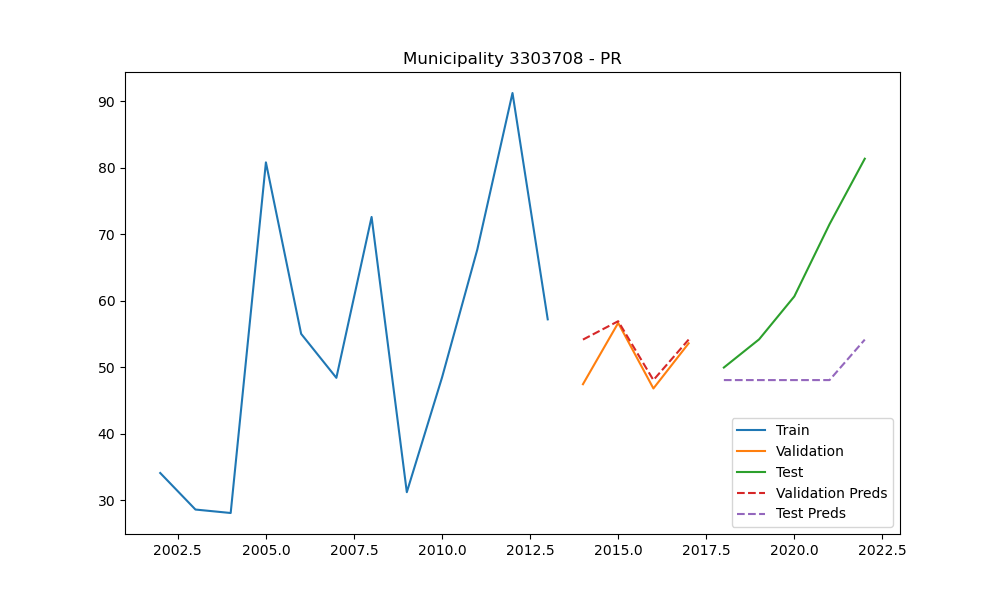 Municipality 3303708 - PR
90
80
70
60
50
40
30
2002.5 2005.0 2007.5 2010.0 2012.5 2015.0 2017.5 2020.0 2022.5
Train
Validation
Test
Validation Preds
Test Preds